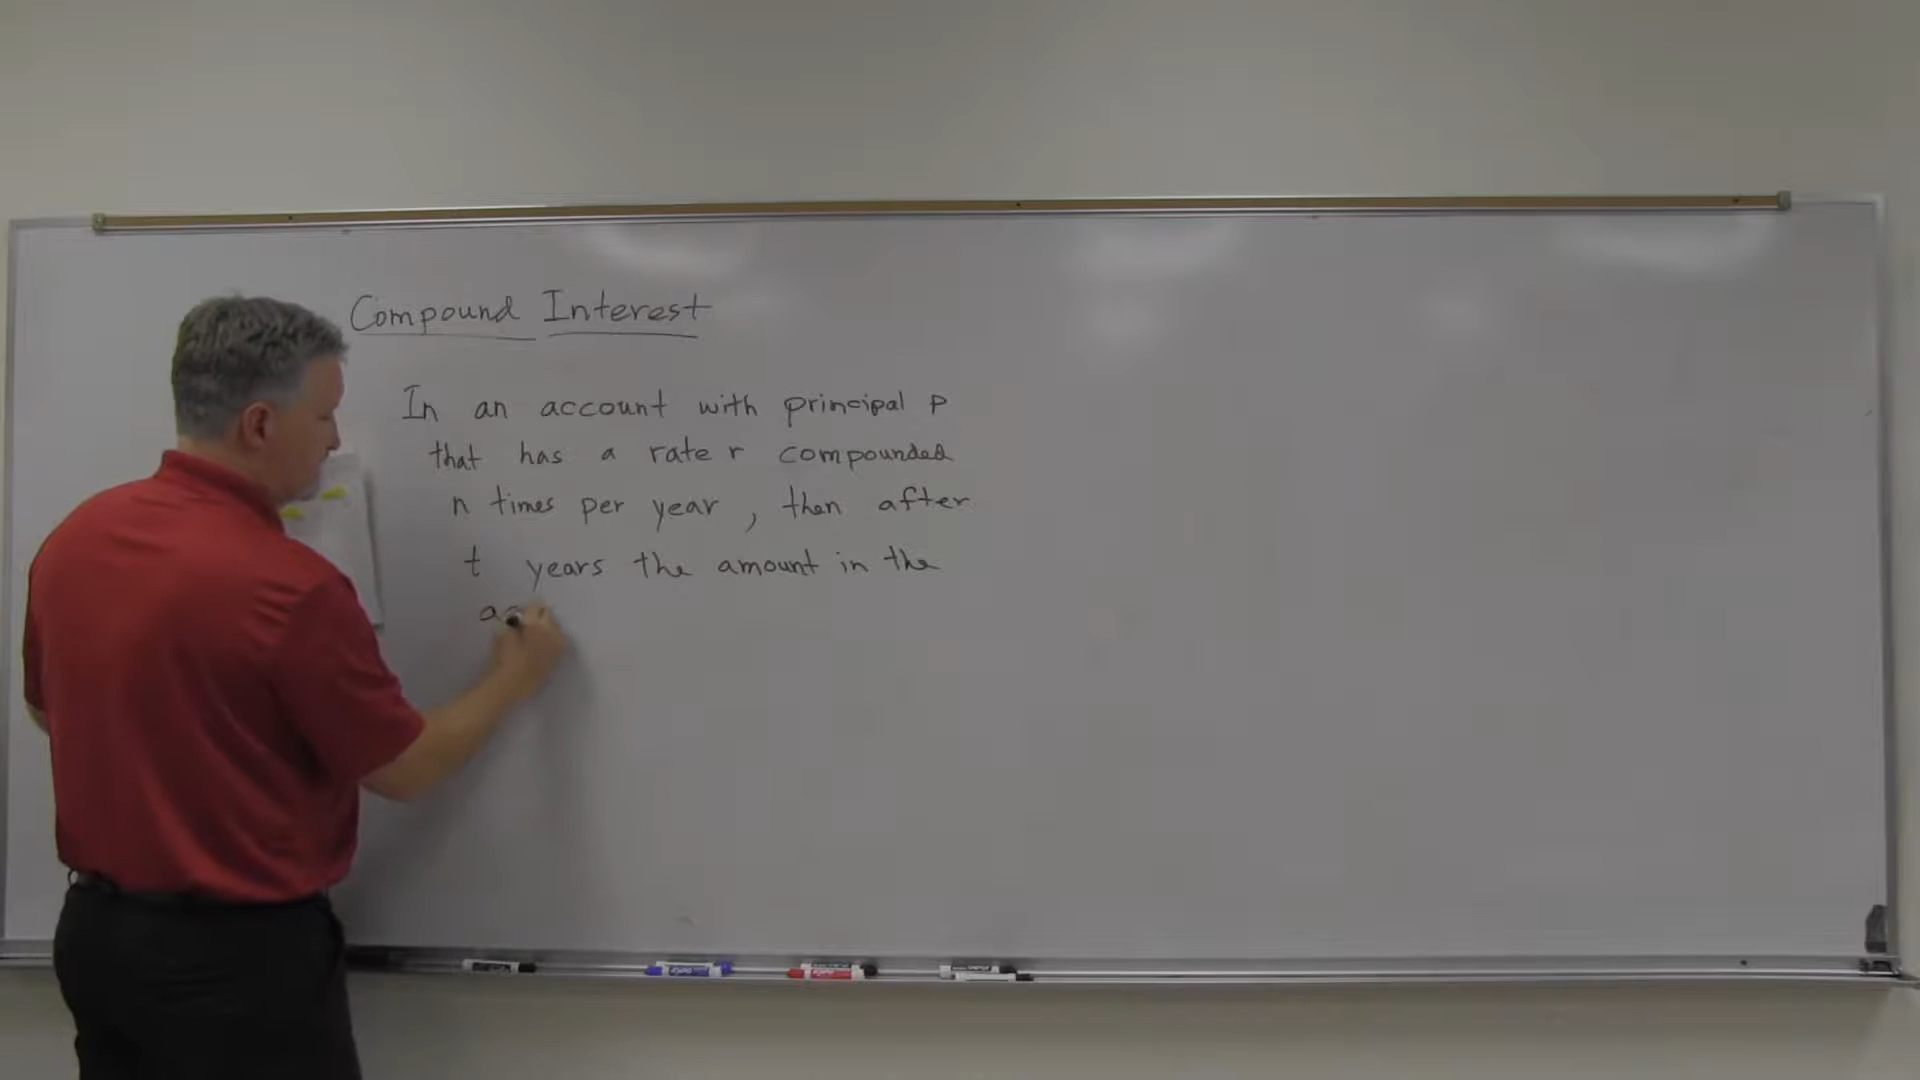 Compound Interest
In an account with principal P
that has a rate r compounded
n times per year, then after
t years the amount in the